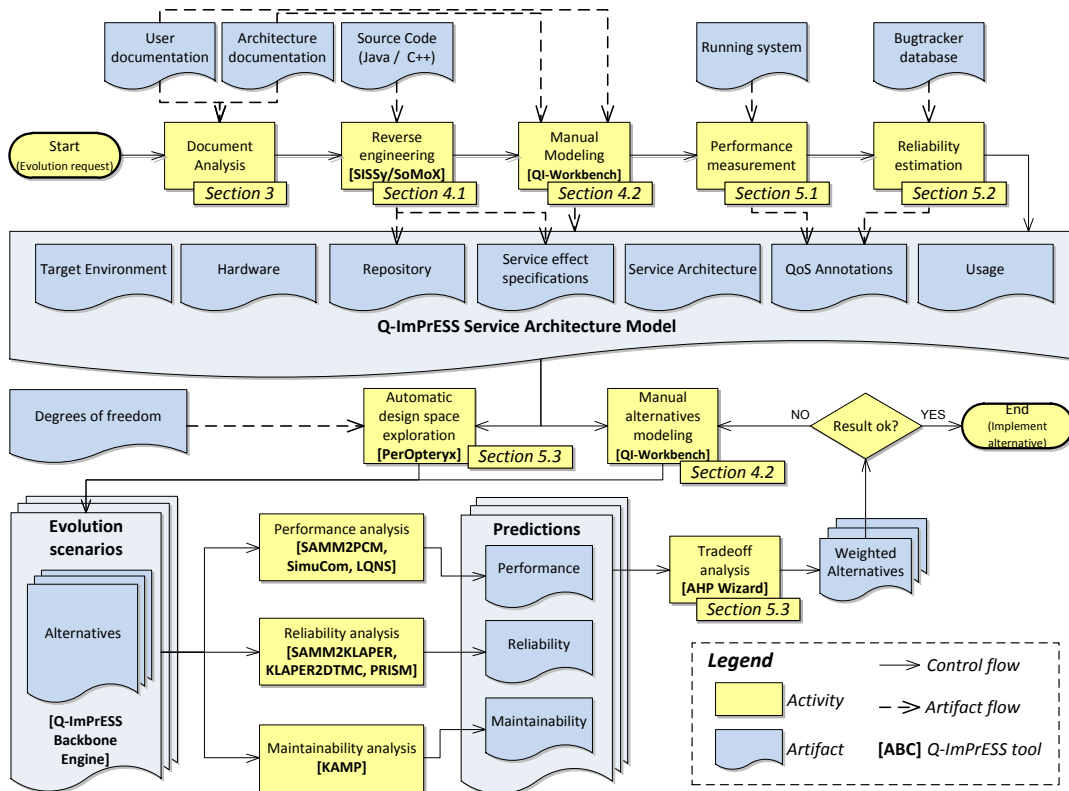 User
documentation
Architecture
documentation
Source Code
(Java / C++)
Running system
Bugtracker
database
Start
(Evolution request)
Document
Analysis
Section 3
Reverse
engineering
[SISSy/SoMoX]
Section 4.1
Manual
Modeling
[QI-Workbench]
Section 4.2
Performance
measurement
Section 5.1
Reliability
estimation
Section 5.2
Target Environment
Hardware
Repository
Service effect
specifications
Service Architecture
QoS Annotations
Usage
Q-ImPrESS Service Architecture Model
Degrees of freedom
Automatic
design space
exploration
[PerOpteryx]
Section 5.3
Manual
alternatives
modeling
[QI-Workbench]
Section 4.2
NO
Result ok?
YES
End
(Implement
alternative)
Evolution
scenarios
Alternatives
[Q-ImPrESS
Backbone
Engine]
Performance analysis
[SAMM2PCM,
SimuCom, LQNS]
Reliability analysis
[SAMM2KLAPER,
KLAPER2DTMC, PRISM]
Maintainability analysis
[KAMP]
Predictions
Performance
Reliability
Maintainability
Tradeoff
analysis
[AHP Wizard]
Section 5.3
Weighted
Alternatives
Legend
Activity
Artifact
Control flow
Artifact flow
[ABC] Q-ImPrESS tool